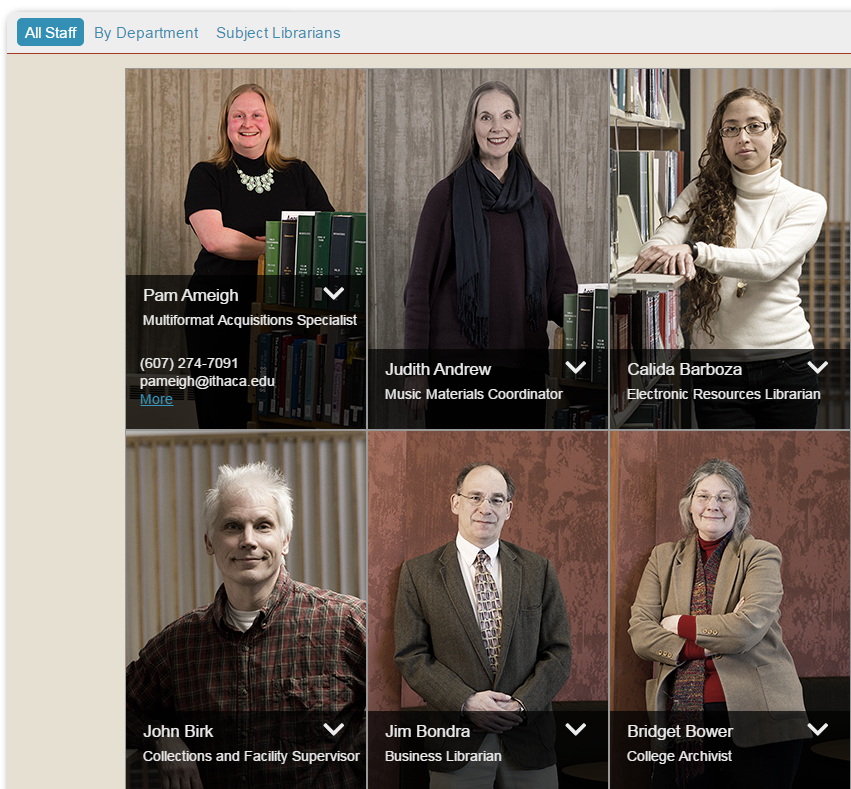 All Staff By Department Subject Librarians
Pam Ameigh
Multiformat Acquisitions Specialist
(607) 274-7091
pameigh@ithaca.edu
More
Judith Andrew
Music Materials Coordinator
Calida Barboza
Electronic Resources Librarian
John Birk
Collections and Facility Supervisor
Jim Bondra
Business Librarian
Bridget Bower
College Archivist